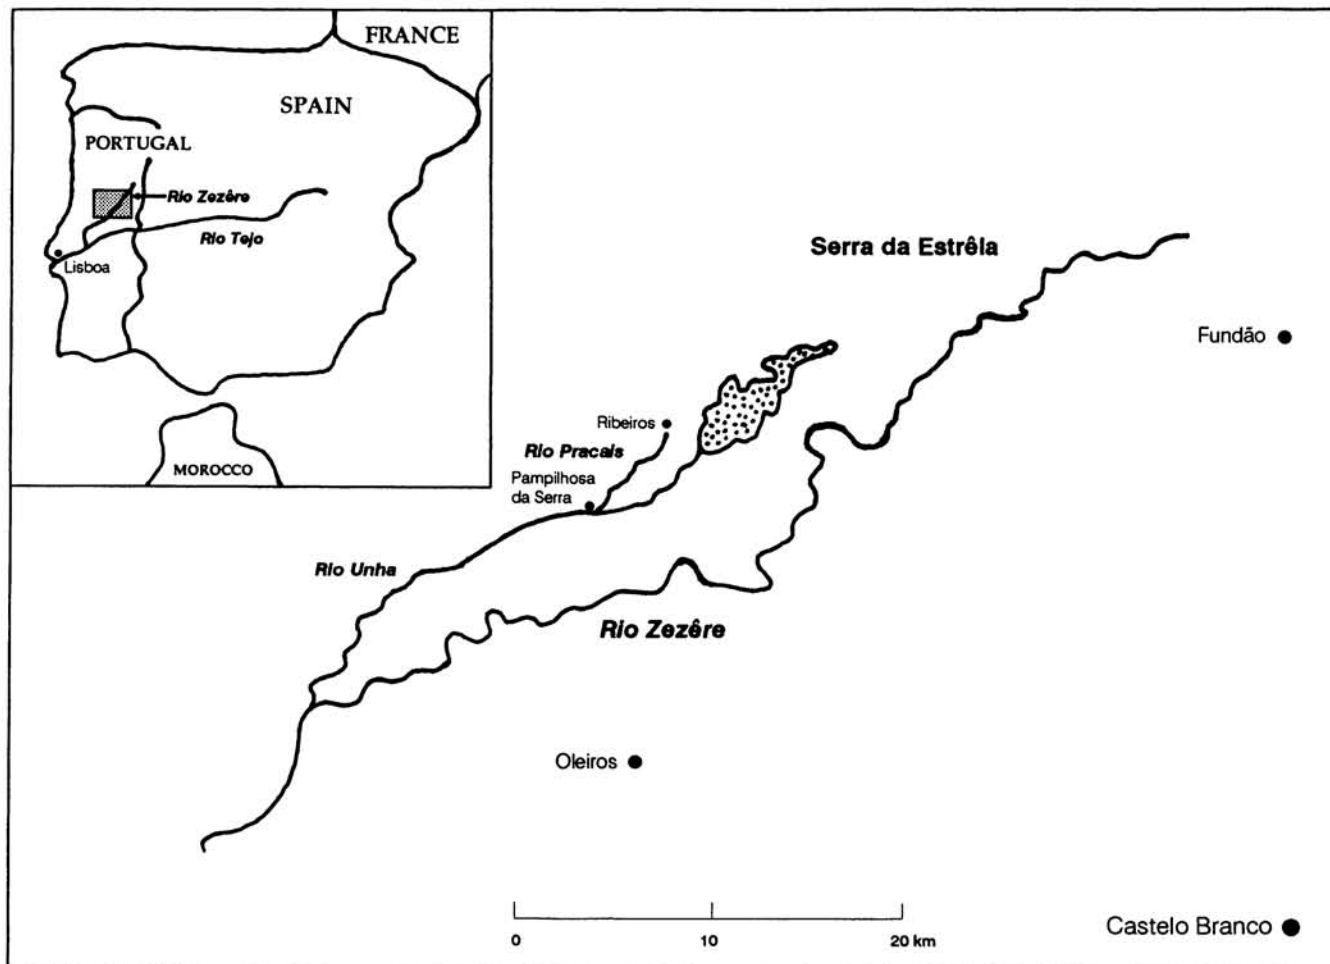 FRANCE
SPAIN
PORTUGAL
Rio Zezêre
Rio Tejo
Lisboa
MOROCCO
Serra da Estrêla
Fundão
Ribeiros
Rio Pracais
Pampilhosa
da Serra
Rio Unha
Rio Zezêre
Oleiros
0 10 20 km
Castelo Branco